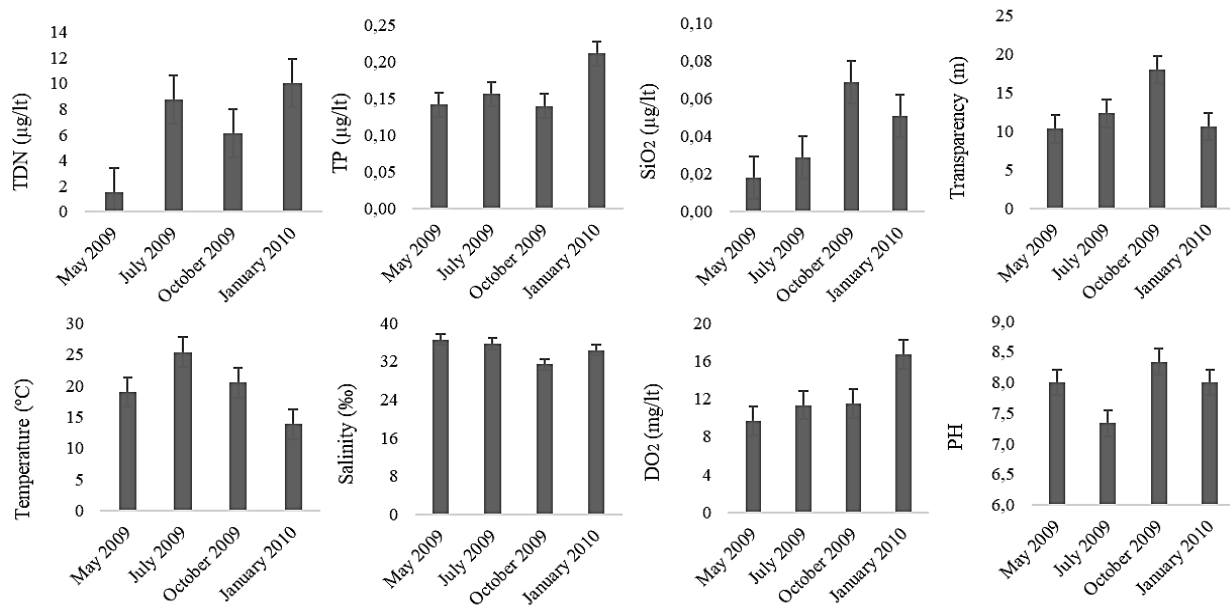 TDN (µg/lt)
14
12
10
8
6
4
2
0
May 2009
July 2009
October 2009
January 2010
TP (µg/lt)
0,25
0,20
0,15
0,10
0,05
0,00
May 2009
July 2009
October 2009
January 2010
SiO2 (µg/lt)
0,10
0,08
0,06
0,04
0,02
0,00
May 2009
July 2009
October 2009
January 2010
Transparency (m)
25
20
15
10
5
0
May 2009
July 2009
October 2009
January 2010
Temperature (°C)
30
25
20
15
10
5
0
May 2009
July 2009
October 2009
January 2010
Salinity (‰)
40
32
24
16
8
0
May 2009
July 2009
October 2009
January 2010
DO2 (mg/lt)
20
16
12
8
4
0
May 2009
July 2009
October 2009
January 2010
PH
9,0
8,5
8,0
7,5
7,0
6,5
6,0
May 2009
July 2009
October 2009
January 2010